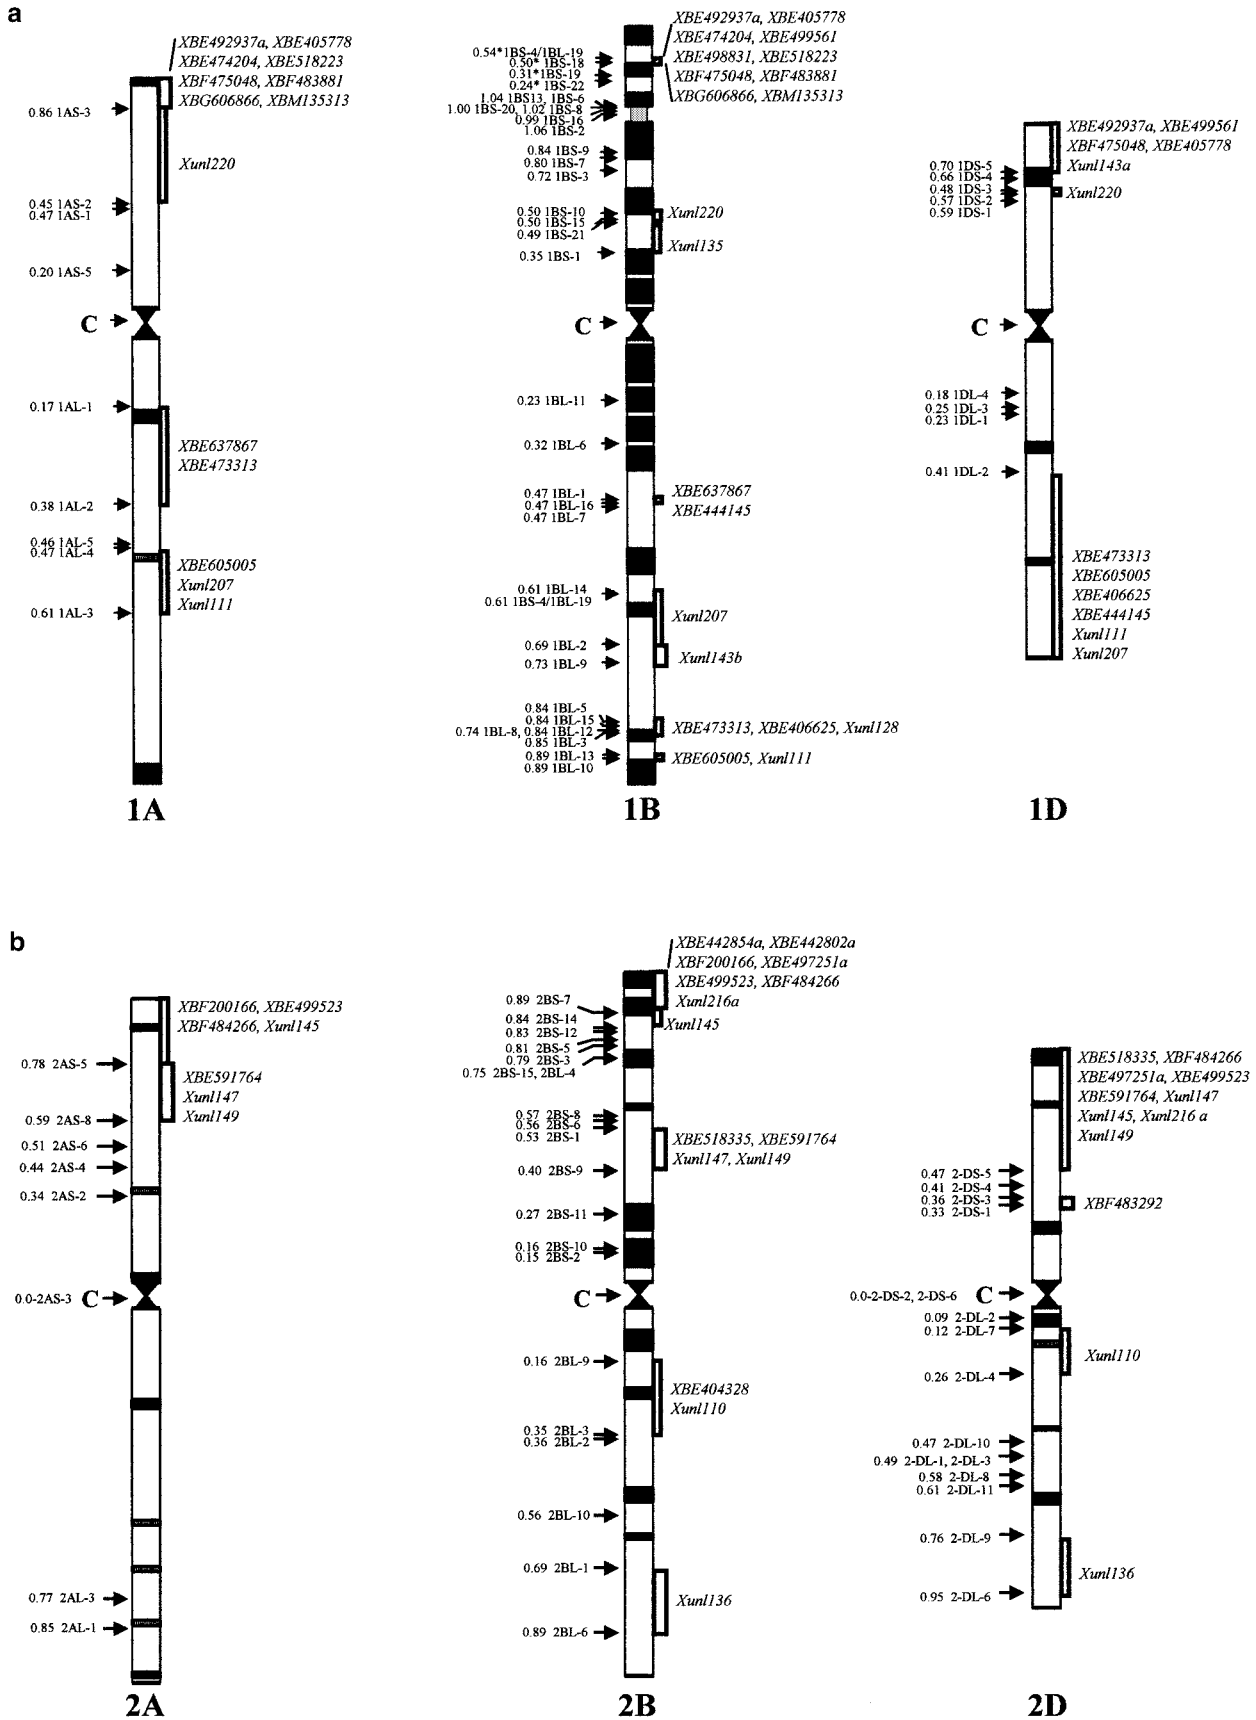 a
XBE492937a, XBE405778
XBE474204, XBE518223
XBF475048, XBF483881
XBG606866, XBM135313
0.86 1AS-3
Xunl220
0.45 1AS-2
0.47 1AS-1
0.20 1AS-5
C
0.17 1AL-1
XBE637867
XBE473313
0.38 1AL-2
0.46 1AL-5
0.47 1AL-4
XBE605005
Xunl207
Xunl111
0.61 1AL-3
1A
XBE492937a, XBE405778
XBE474204, XBE499561
XBE498831, XBE518223
XBF475048, XBF483881
XBG606866, XBM135313
0.54*1BS-4/1BL-19
0.50* 1BS-18
0.31*1BS-19
0.24* 1BS-22
1.04 1BS13, 1BS-6
1.00 1BS-20, 1.02 1BS-8
0.99 1BS-16
1.06 1BS-2
0.84 1BS-9
0.80 1BS-7
0.72 1BS-3
0.50 1BS-10
0.50 1BS-15
0.49 1BS-21
Xunl220
Xunl135
0.35 1BS-1
C
0.23 1BL-11
0.32 1BL-6
0.47 1BL-1
0.47 1BL-16
0.47 1BL-7
XBE637867
XBE444145
0.61 1BL-14
0.61 1BS-4/1BL-19
Xunl207
0.69 1BL-2
0.73 1BL-9
Xunl143b
0.84 1BL-5
0.84 1BL-15
0.74 1BL-8, 0.84 1BL-12
0.85 1BL-3
0.89 1BL-13
0.89 1BL-10
XBE473313, XBE406625, Xunl128
XBE605005, Xunl111
1B
XBE492937a, XBE499561
XBF475048, XBE405778
Xunl143a
Xunl220
0.70 1DS-5
0.66 1DS-4
0.48 1DS-3
0.57 1DS-2
0.59 1DS-1
C
0.18 1DL-4
0.25 1DL-3
0.23 1DL-1
0.41 1DL-2
XBE473313
XBE605005
XBE406625
XBE444145
Xunl111
Xunl207
1D
b
XBF200166, XBE499523
XBF484266, Xunl145
0.78 2AS-5
XBE591764
Xunl147
Xunl149
0.59 2AS-8
0.51 2AS-6
0.44 2AS-4
0.34 2AS-2
0.0-2AS-3 C
0.77 2AL-3
0.85 2AL-1
2A
XBE442854a, XBE442802a
XBF200166, XBE497251a
XBE499523, XBF484266
Xunl216a
Xunl145
0.89 2BS-7
0.84 2BS-14
0.83 2BS-12
0.81 2BS-5
0.79 2BS-3
0.75 2BS-15, 2BL-4
0.57 2BS-8
0.56 2BS-6
0.53 2BS-1
XBE518335, XBE591764
Xunl147, Xunl149
0.40 2BS-9
0.27 2BS-11
0.16 2BS-10
0.15 2BS-2
C
0.16 2BL-9
XBE404328
Xunl110
0.35 2BL-3
0.36 2BL-2
0.56 2BL-10
0.69 2BL-1
Xunl136
0.89 2BL-6
2B
XBE518335, XBF484266
XBE497251a, XBE499523
XBE591764, Xunl147
Xunl145, Xunl216 a
Xunl149
0.47 2-DS-5
0.41 2-DS-4
0.36 2-DS-3
0.33 2-DS-1
XBF483292
0.0-2-DS-2, 2-DS-6 C
0.09 2-DL-2
0.12 2-DL-7
Xunl110
0.26 2-DL-4
0.47 2-DL-10
0.49 2-DL-1, 2-DL-3
0.58 2-DL-8
0.61 2-DL-11
0.76 2-DL-9
Xunl136
0.95 2-DL-6
2D